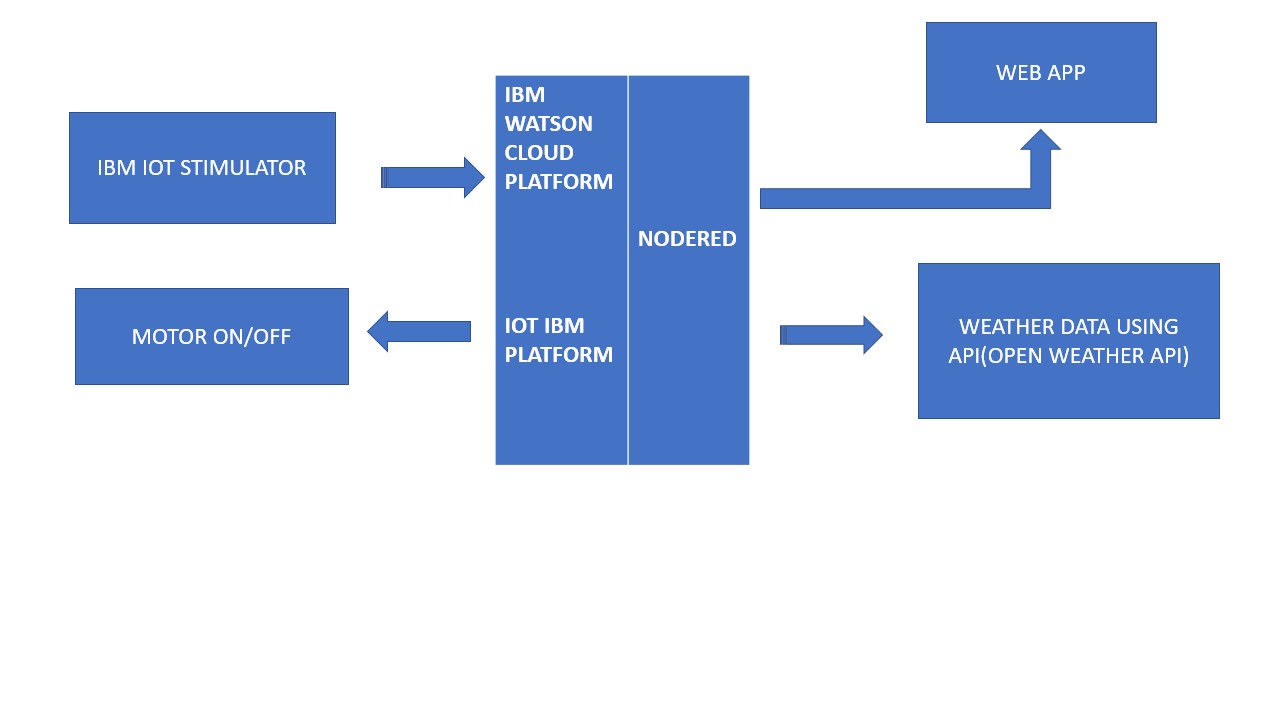 IBM IOT STIMULATOR
MOTOR ON/OFF
IBM
WATSON
CLOUD
PLATFORM
IOT IBM
PLATFORM
NODERED
WEB APP
WEATHER DATA USING
API(OPEN WEATHER API)